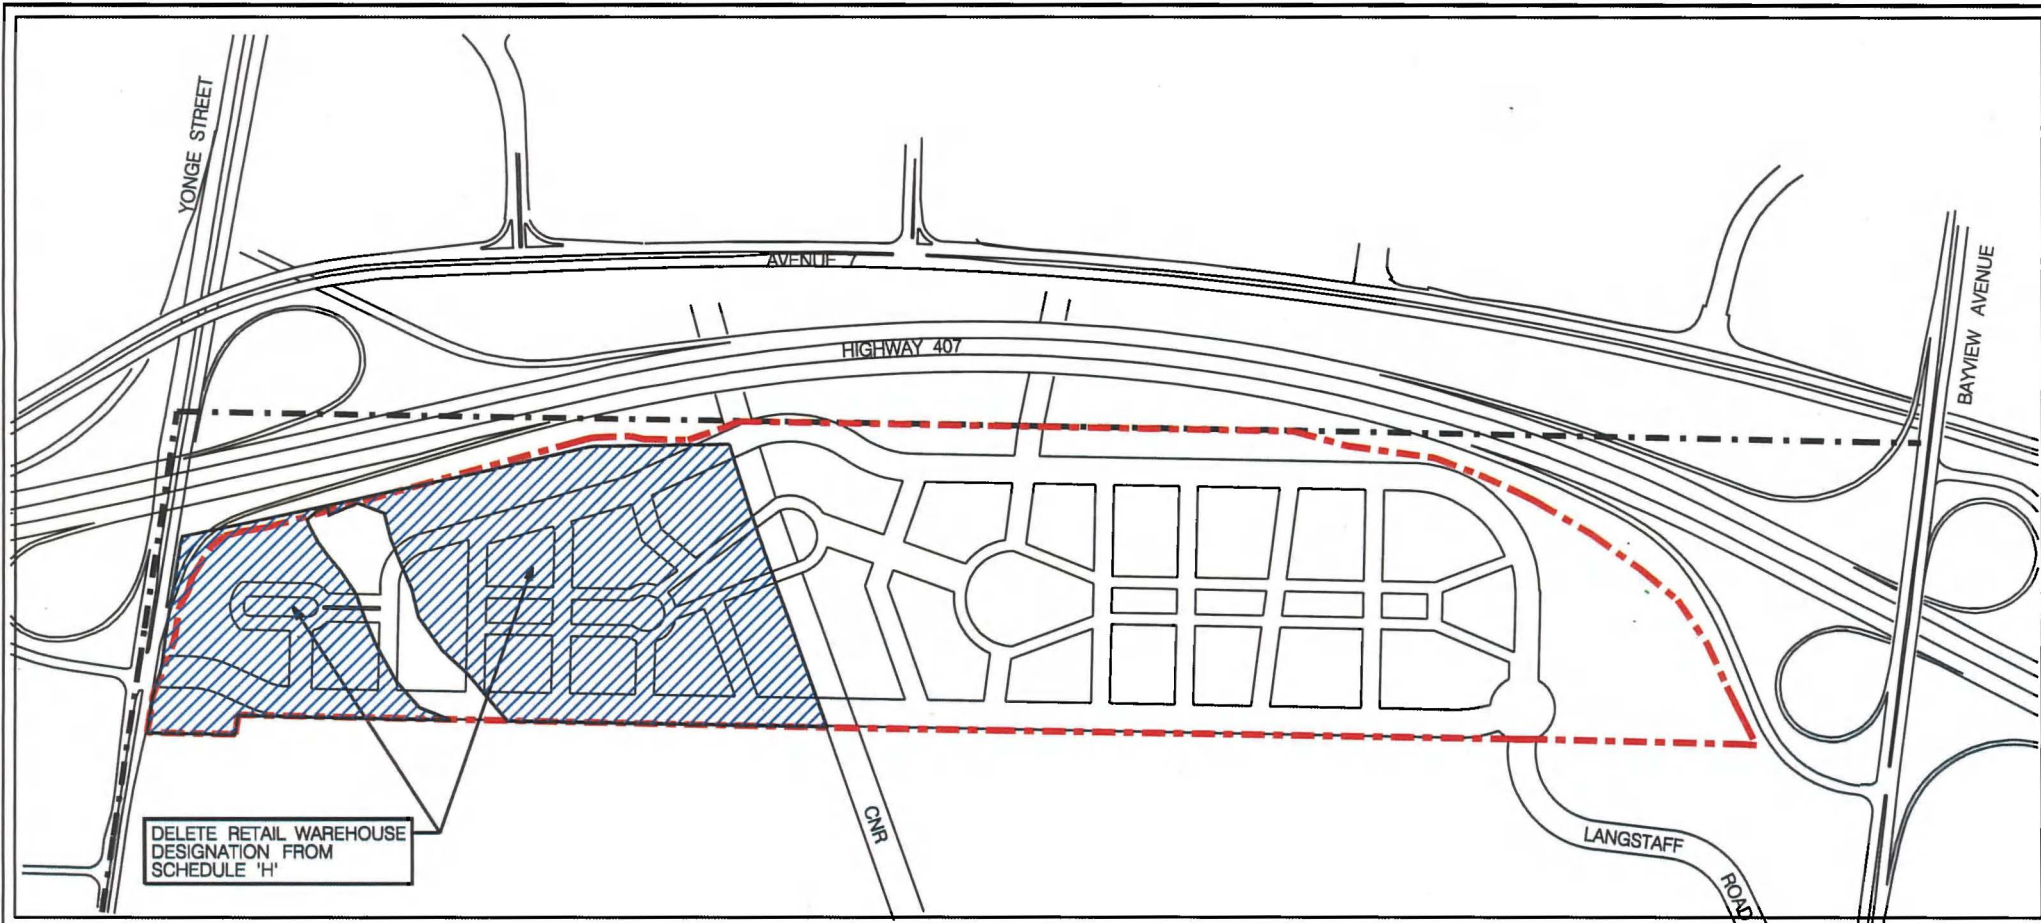 YONGE STREET
AVENUE 7
BAYVIEW AVENUE
HIGHWAY 407
DELETE RETAIL WAREHOUSE
DESIGNATION FROM
SCHEDULE 'H'
CNR
LANGSTAFF
ROAD